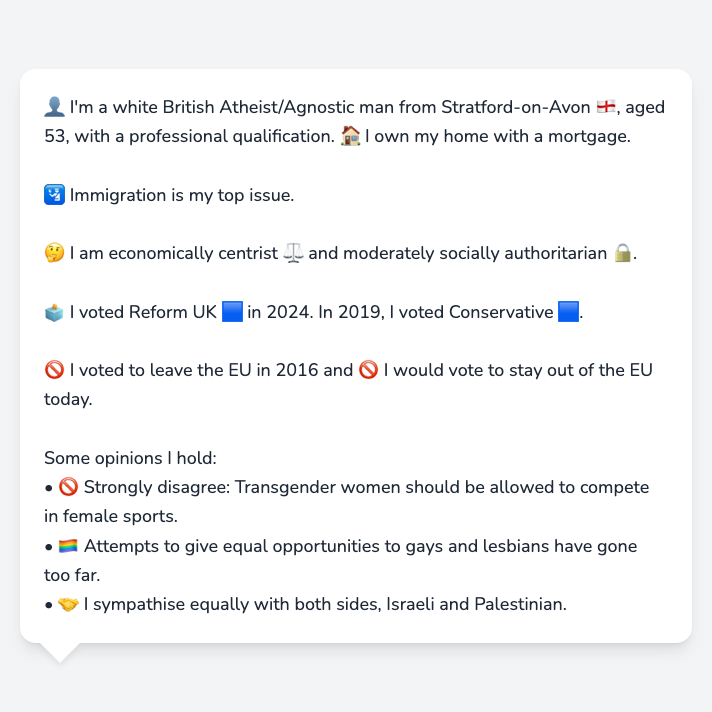 👤 I'm a white British Atheist/Agnostic man from Stratford-on-Avon 🏴󠁧󠁢󠁥󠁮󠁧󠁿, aged
53, with a professional qualification. 🏠 I own my home with a mortgage.
🛂 Immigration is my top issue.
🤔 I am economically centrist ⚖️ and moderately socially authoritarian 🔒.
🗳️ I voted Reform UK 🟦 in 2024. In 2019, I voted Conservative 🟦.
🚫 I voted to leave the EU in 2016 and 🚫 I would vote to stay out of the EU
today.
Some opinions I hold:
• 🚫 Strongly disagree: Transgender women should be allowed to compete
in female sports.
• 🏳️‍🌈 Attempts to give equal opportunities to gays and lesbians have gone
too far.
• 🤝 I sympathise equally with both sides, Israeli and Palestinian.